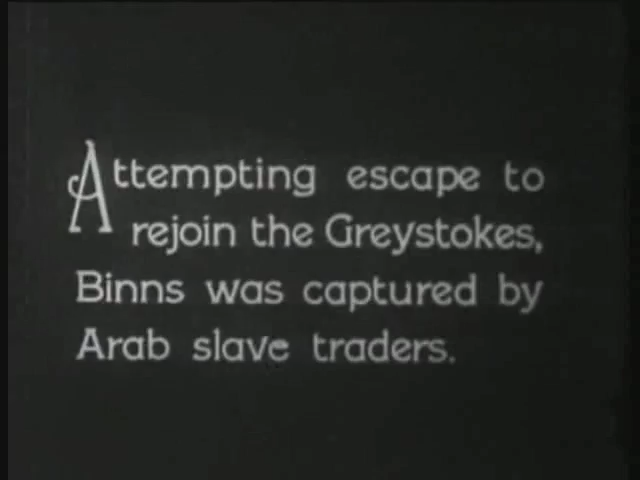 Attempting escape to
rejoin the Greystokes,
Binns was captured by
Arab slave traders.